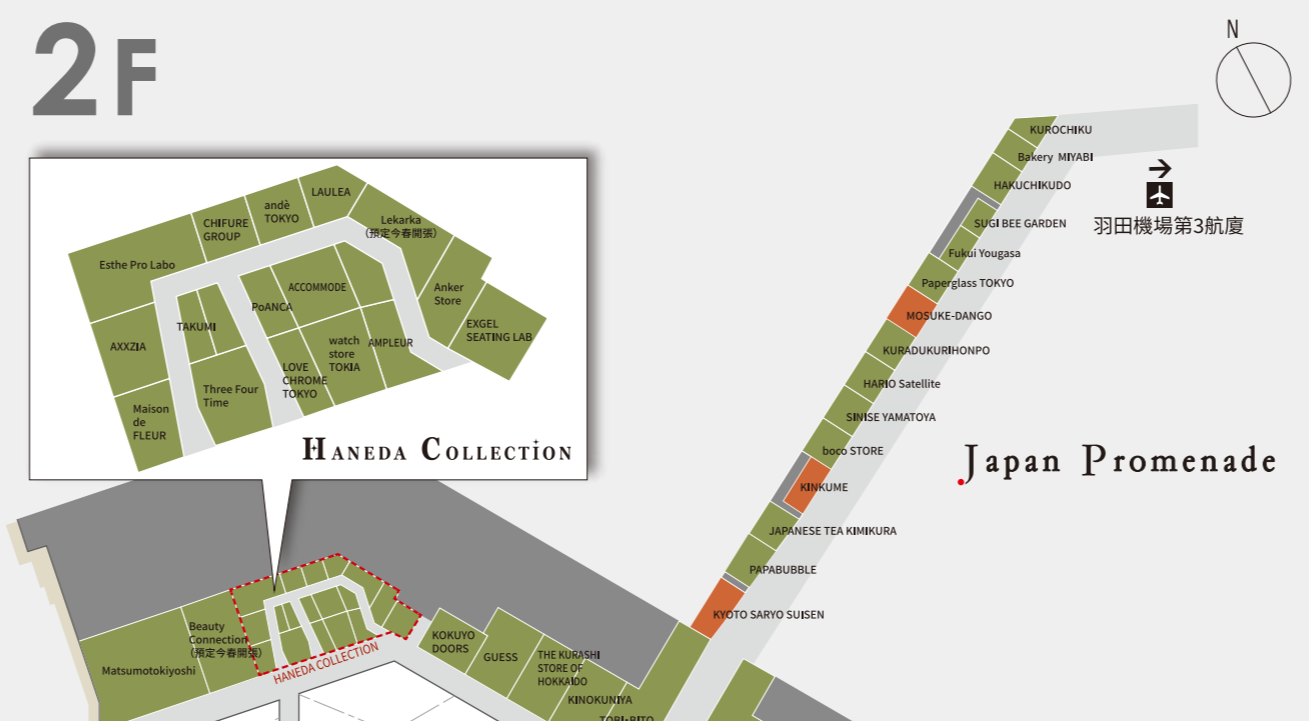 2F
N
KUROCHIKU
Bakery MIYABI
HAKUCHIKUDO
SUGI BEE GARDEN
羽田機場第3航廈
Fukui Yougasa
Paperglass TOKYO
MOSUKE-DANGO
KURADUKURIHONPO
HARIO Satellite
SINISE YAMATOYA
boco STORE
KINKUME
JAPANESE TEA KIMIKURA
PAPABUBBLE
KYOTO SARYO SUISEN
Japan Promenade
LAULEA
andè
TOKYO
CHIFURE
GROUP
Lekarka
(預定今春開張)
Esthe Pro Labo
ACCOMMODE
Anker
Store
PoANCA
TAKUMI
EXGEL
SEATING LAB
AXXZIA
watch
store
TOKIA
AMPLEUR
LOVE
CHROME
TOKYO
Three Four
Time
Maison
de
FLEUR
HANEDA COLLECTION
Beauty
Connection
(預定今春開張)
Matsumotokiyoshi
HANEDA COLLECTION
KOKUYO
DOORS
GUESS
THE KURASHI
STORE OF
HOKKAIDO
KINOKUNIYA
TOBI・BITO